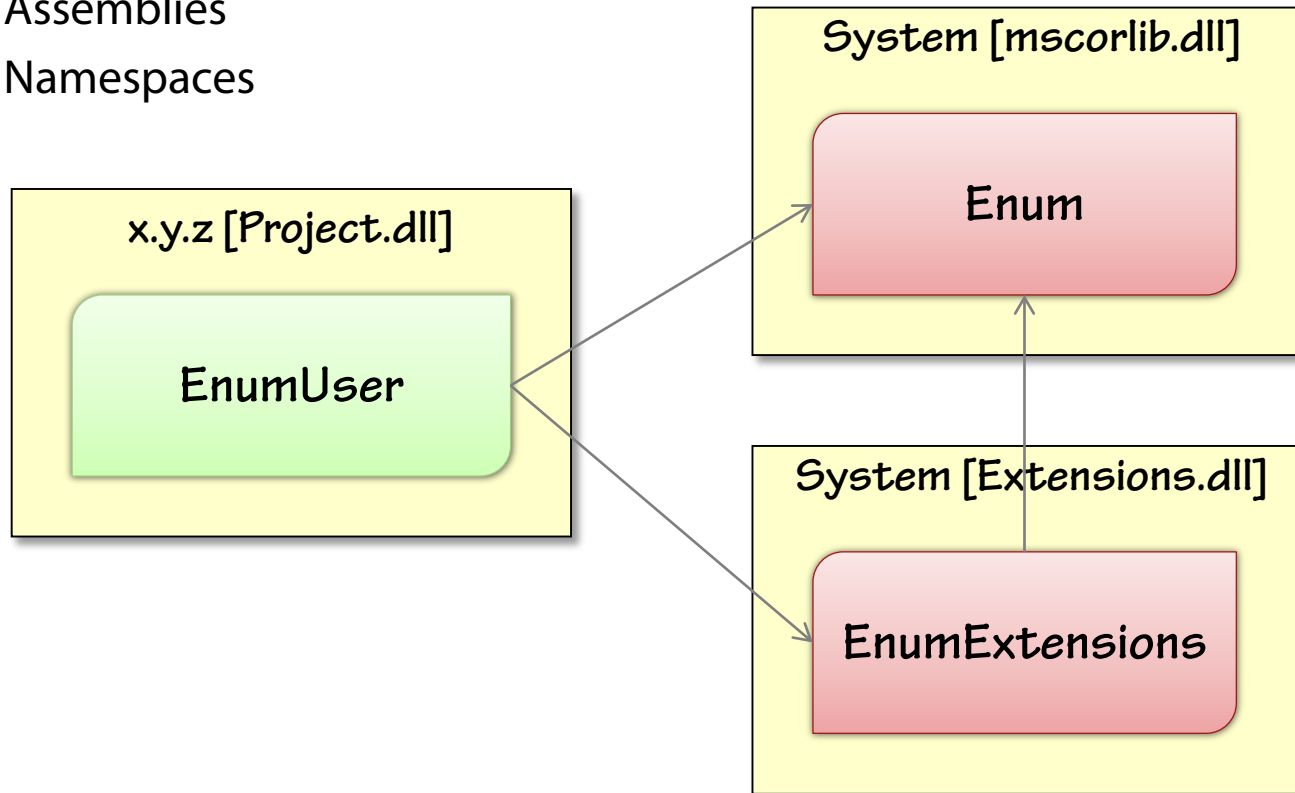 Assemblies
Namespaces
System [mscorlib.dll]
Enum
x.y.z [Project.dll]
EnumUser
System [Extensions.dll]
EnumExtensions